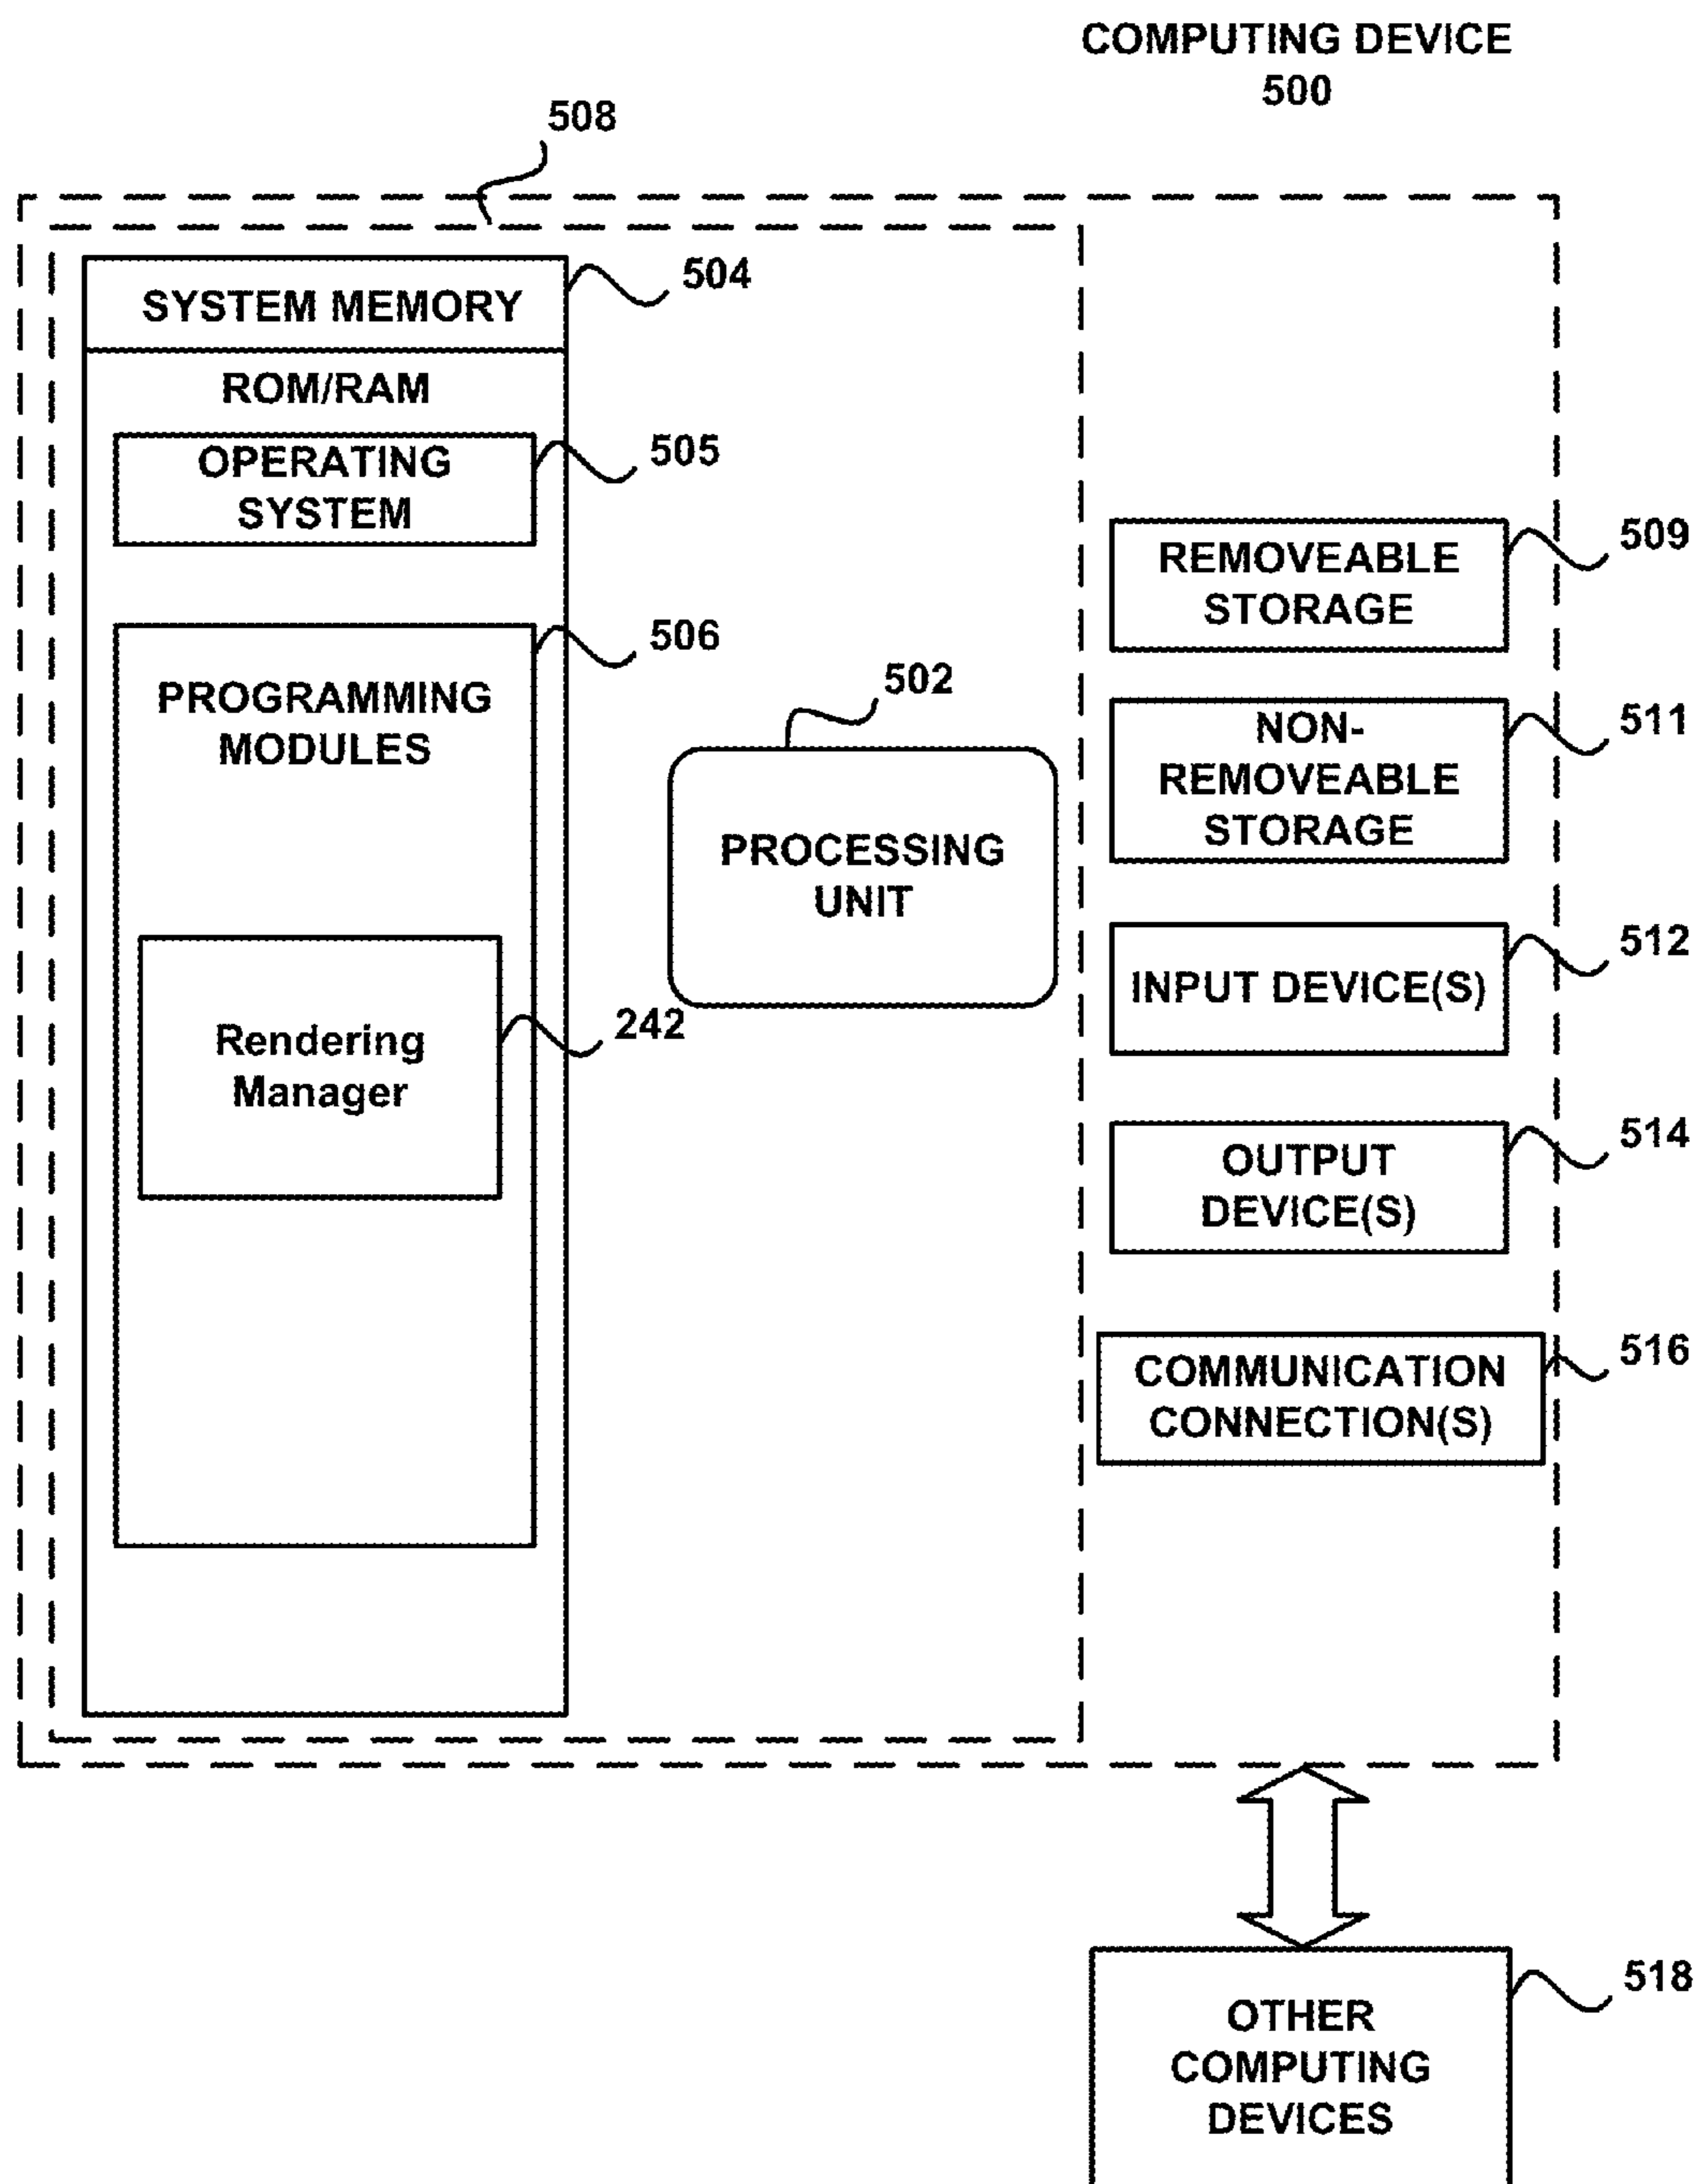 COMPUTING DEVICE
500
508
504
SYSTEM MEMORY
ROM/RAM
505
OPERATING
SYSTEM
509
REMOVEABLE
STORAGE
506
PROGRAMMING
MODULES
502
511
NON-
REMOVEABLE
STORAGE
PROCESSING
UNIT
512
INPUT DEVICE(S)
242
Rendering
Manager
514
OUTPUT
DEVICE(S)
516
COMMUNICATION
CONNECTION(S)
518
OTHER
COMPUTING
DEVICES